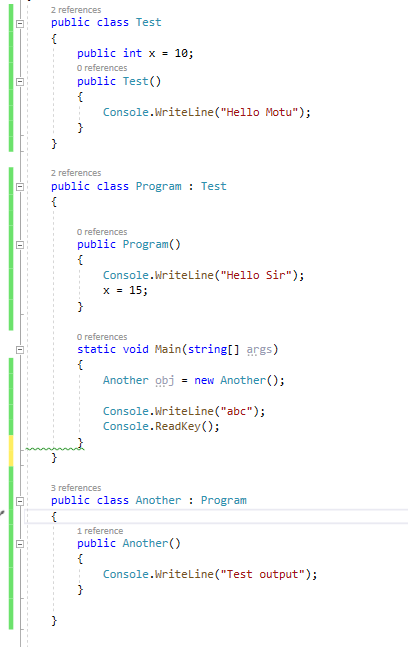 2 references
public class Test
{
public int x = 10;
0 references
public Test()
{
Console.WriteLine("Hello Motu");
}
}
2 references
public class Program : Test
{
0 references
public Program()
{
Console.WriteLine("Hello Sir");
x = 15;
}
0 references
static void Main(string[] args)
{
Another obj = new Another();
Console.WriteLine("abc");
Console.ReadKey();
}
}
3 references
public class Another : Program
{
1 reference
public Another()
{
Console.WriteLine("Test output");
}
}